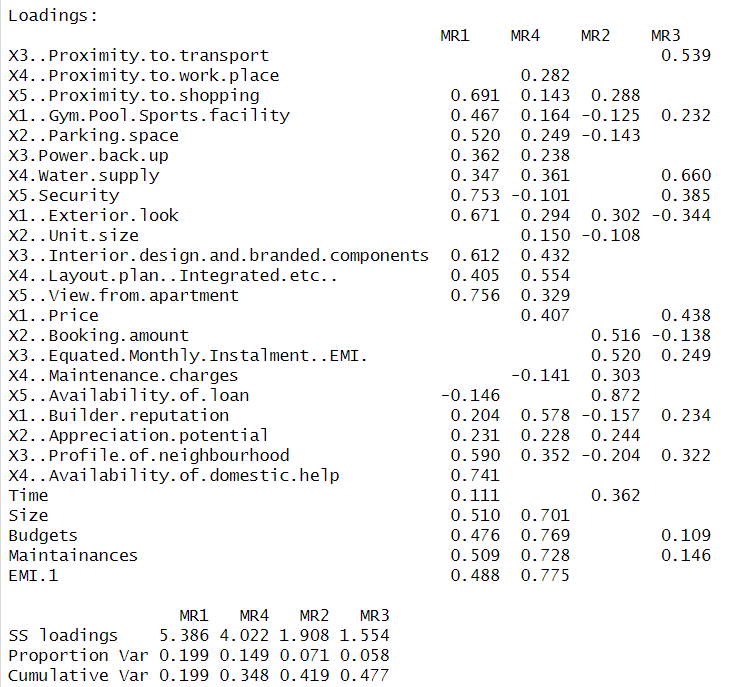 Loadings:
                                         MR1    MR4    MR2    MR3
X3..Proximity.to.transport                                    0.539
X4..Proximity.to.work.place                      0.282
X5..Proximity.to.shopping                 0.691  0.143  0.288
X1..Gym.Pool.Sports.facility              0.467  0.164 -0.125  0.232
X2..Parking.space                         0.520  0.249 -0.143
X3.Power.back.up                          0.362  0.238
X4.Water.supply                           0.347  0.361         0.660
X5.Security                               0.753 -0.101         0.385
X1..Exterior.look                         0.671  0.294  0.302 -0.344
X2..Unit.size                                    0.150 -0.108
X3..Interior.design.and.branded.components  0.612  0.432
X4..Layout.plan..Integrated.etc..         0.405  0.554
X5..View.from.apartment                   0.756  0.329
X1..Price                                        0.407         0.438
X2..Booking.amount                                      0.516 -0.138
X3..Equated.Monthly.Instalment..EMI.                    0.520  0.249
X4..Maintenance.charges                         -0.141  0.303
X5..Availability.of.loan                 -0.146         0.872
X1..Builder.reputation                    0.204  0.578 -0.157  0.234
X2..Appreciation.potential                0.231  0.228  0.244
X3..Profile.of.neighbourhood              0.590  0.352 -0.204  0.322
X4..Availability.of.domestic.help         0.741
Time                                      0.111         0.362
Size                                      0.510  0.701
Budgets                                   0.476  0.769         0.109
Maintainances                             0.509  0.728         0.146
EMI.1                                     0.488  0.775
                 MR1   MR4   MR2   MR3
SS loadings    5.386 4.022 1.908 1.554
Proportion Var 0.199 0.149 0.071 0.058
Cumulative Var 0.199 0.348 0.419 0.477